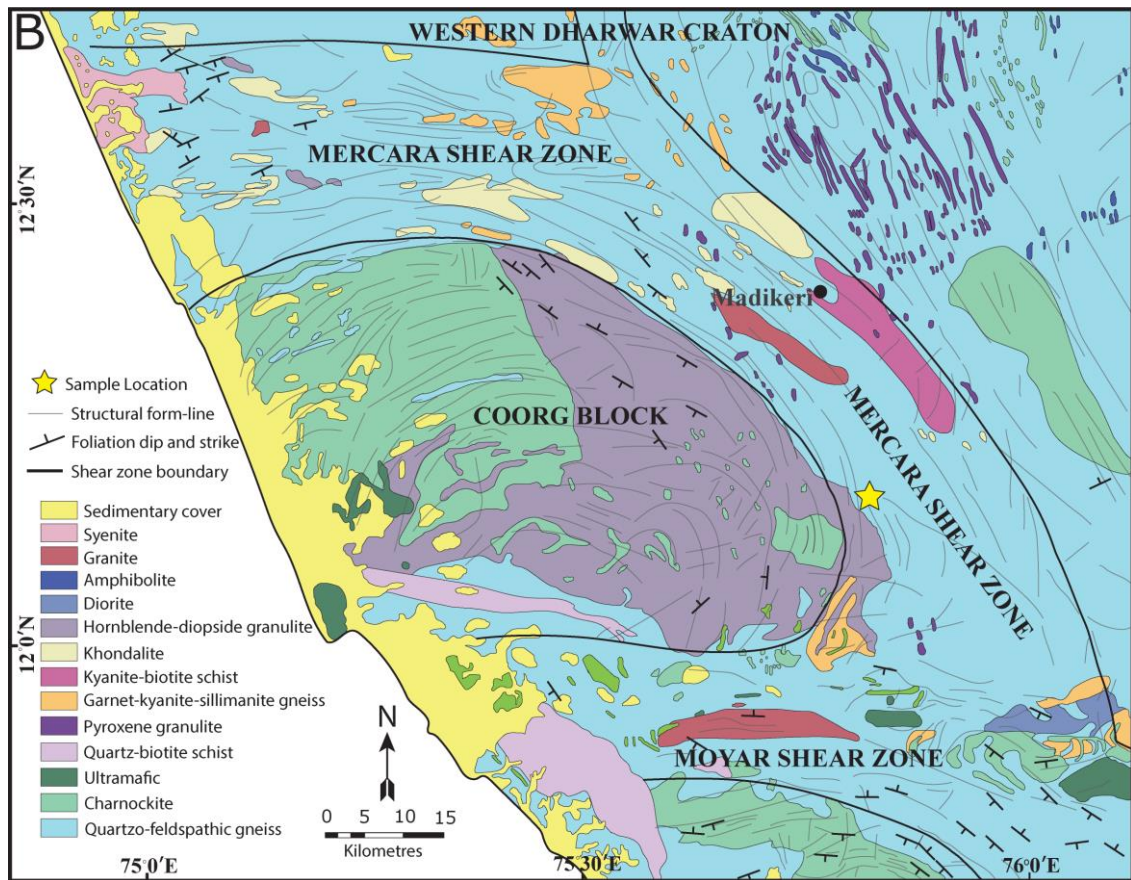 B
WESTERN DHARWAR CRATON
MERCARA SHEAR ZONE
12°30′N
Madikeri
Sample Location
Structural form-line
Foliation dip and strike
Shear zone boundary
COORG BLOCK
MERCARA SHEAR ZONE
Sedimentary cover
Syenite
Granite
Amphibolite
Diorite
Hornblende-diopside granulite
Khondalite
Kyanite-biotite schist
Garnet-kyanite-sillimanite gneiss
Pyroxene granulite
Quartz-biotite schist
Ultramafic
Charnockite
Quartzo-feldspathic gneiss
12°0′N
N
0 5 10 15
Kilometres
MOYAR SHEAR ZONE
75°0′E
75°30′E
76°0′E